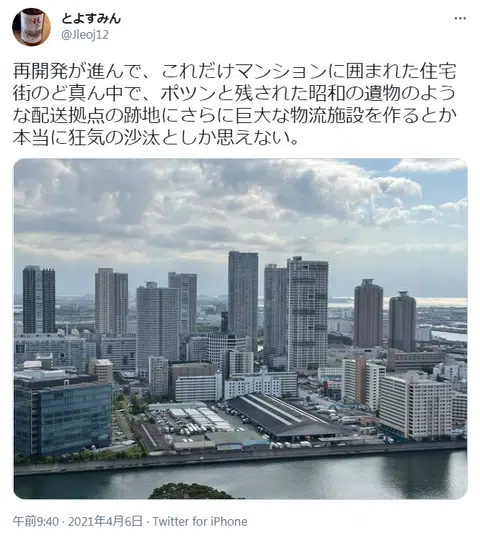 とよすみん
@Jleoj12
再開発が進んで、これだけマンションに囲まれた住宅
街のど真ん中で、ポツンと残された昭和の遺物のよう
な配送拠点の跡地にさらに巨大な物流施設を作るとか
本当に狂気の沙汰としか思えない。
午前9:40 · 2021年4月6日 · Twitter for iPhone